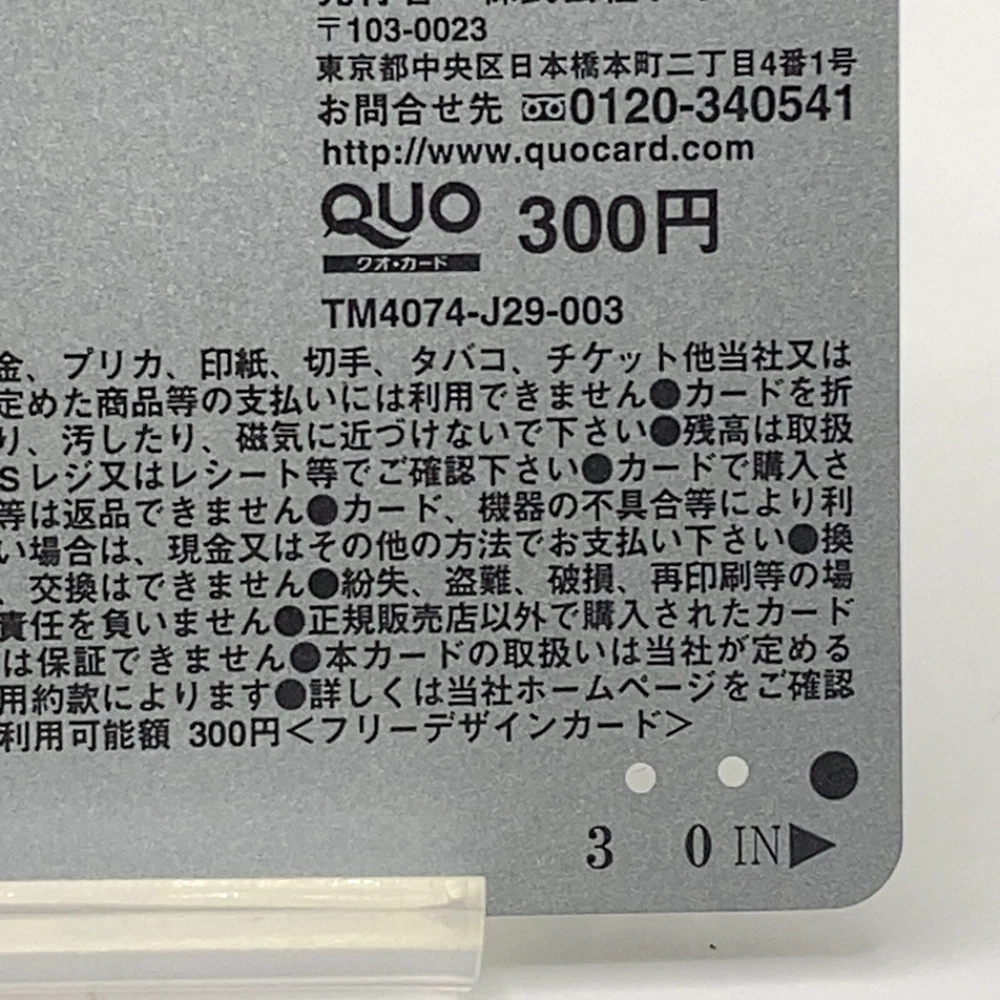 〒103-0023
東京都中央区日本橋本町二丁目4番1号
お問合せ先 0120-340541
http://www.quocard.com
QUO 300円
クオ・カード
TM4074-J29-003
金、プリカ、印紙、切手、タバコ、チケット他当社又は
定めた商品等の支払いには利用できません●カードを折
り、汚したり、磁気に近づけないで下さい●残高は取扱
Sレジ又はレシート等でご確認下さい●カードで購入さ
等は返品できません●カード、機器の不具合等により利
い場合は、現金又はその他の方法でお支払い下さい●換
、交換はできません●紛失、盗難、破損、再印刷等の場
責任を負いません●正規販売店以外で購入されたカード
は保証できません●本カードの取扱いは当社が定める
用約款によります●詳しくは当社ホームページをご確認
利用可能額 300円<フリーデザインカード>
3 0 IN▶